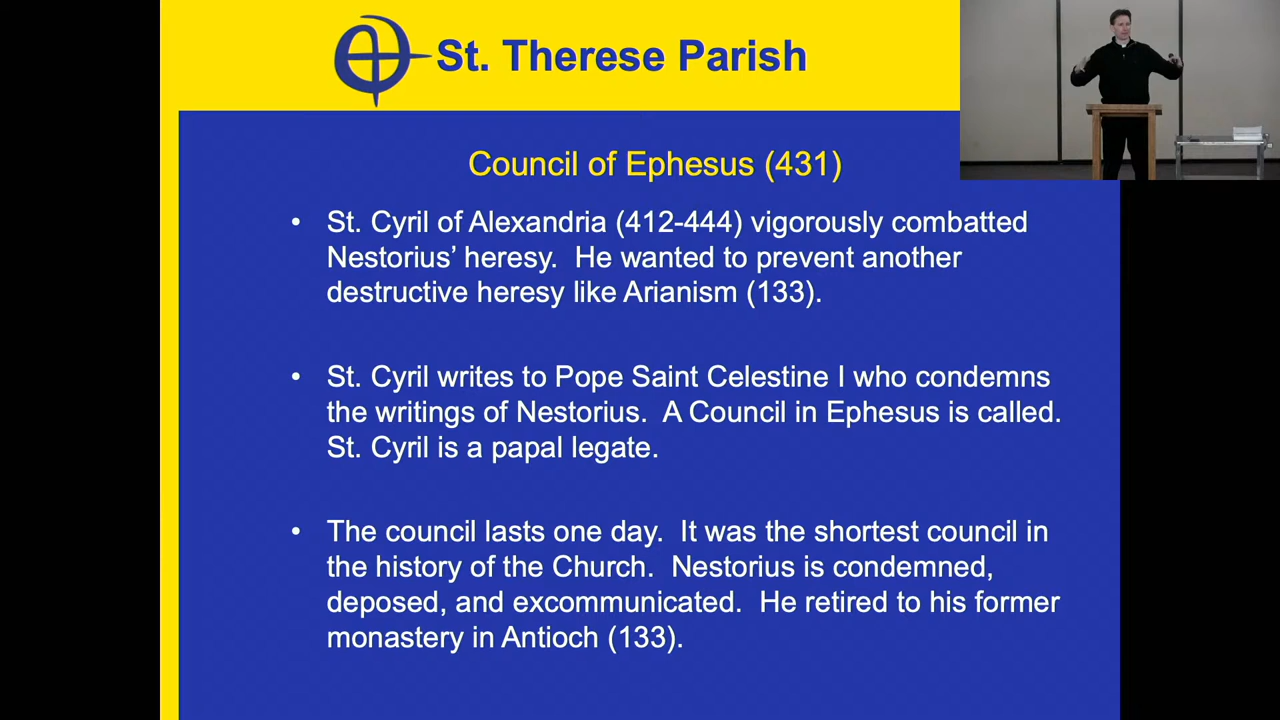 St. Therese Parish
Council of Ephesus (431)
• St. Cyril of Alexandria (412-444) vigorously combatted
Nestorius’ heresy.  He wanted to prevent another
destructive heresy like Arianism (133).
• St. Cyril writes to Pope Saint Celestine I who condemns
the writings of Nestorius.  A Council in Ephesus is called.
St. Cyril is a papal legate.
• The council lasts one day.  It was the shortest council in
the history of the Church.  Nestorius is condemned,
deposed, and excommunicated.  He retired to his former
monastery in Antioch (133).